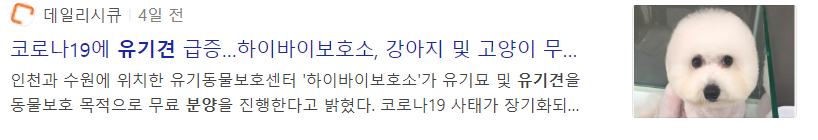 데일리시큐 4일 전
코로나19에 유기견 급증...하이바이보호소, 강아지 및 고양이 무...
인천과 수원에 위치한 유기동물보호센터 '하이바이보호소'가 유기묘 및 유기견을
동물보호 목적으로 무료 분양을 진행한다고 밝혔다. 코로나19 사태가 장기화되...